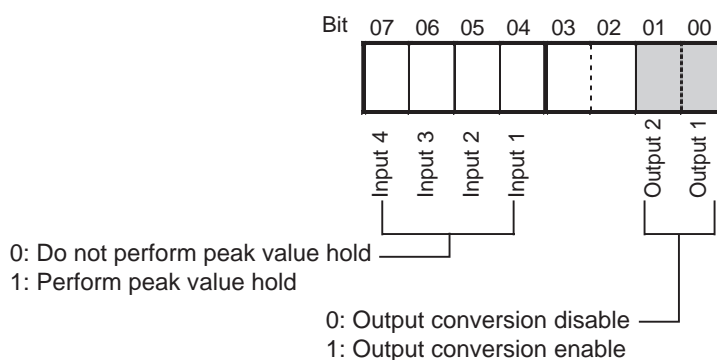 Bit 07 06 05 04 03 02 01 00
Input 4
Input 3
Input 2
Input 1
Output 2
Output 1
0: Do not perform peak value hold
1: Perform peak value hold
0: Output conversion disable
1: Output conversion enable